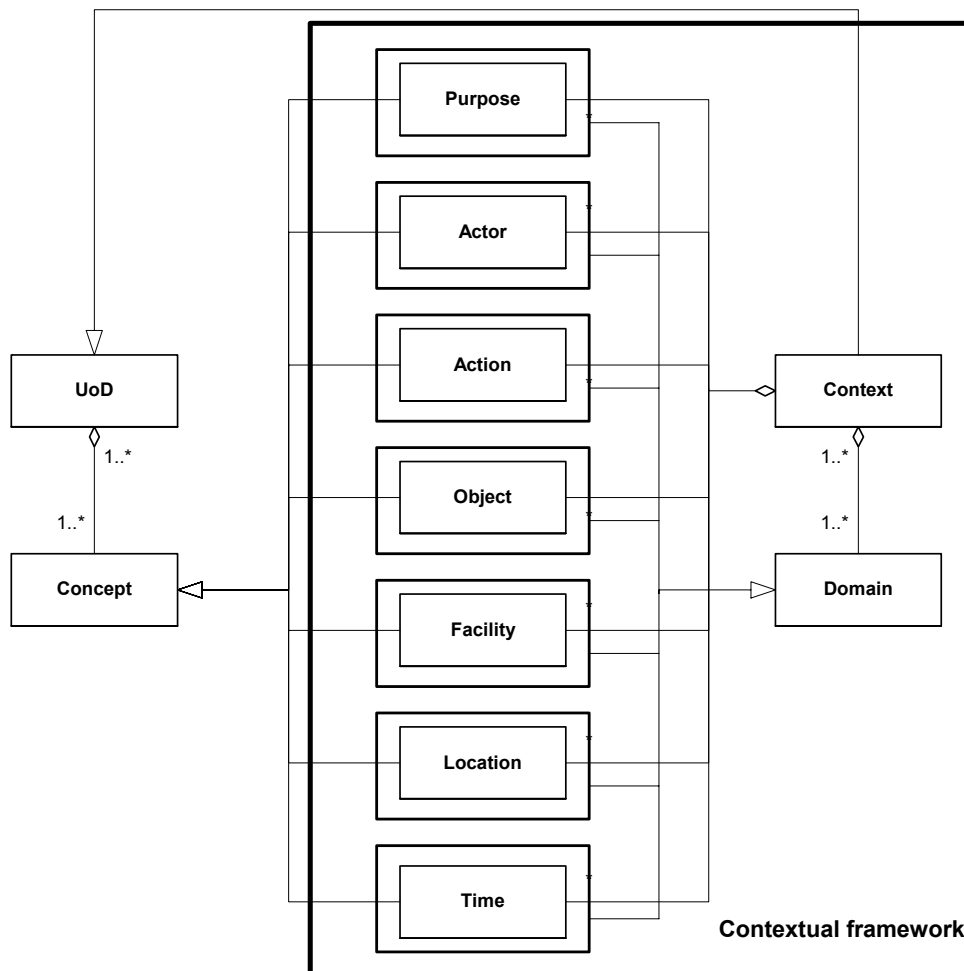 Purpose
*
Actor
*
Action
*
UoD
Context
1..*
1..*
Object
*
1..*
1..*
Concept
Domain
Facility
*
Location
*
Time
*
Contextual framework